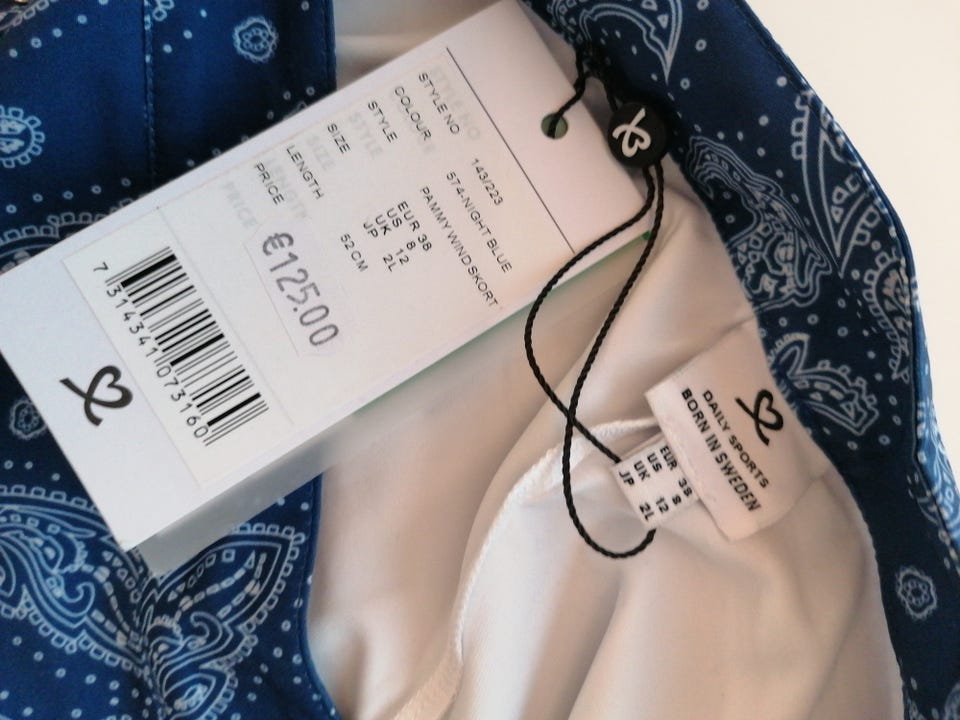 STYLE NO 143/223
COLOUR 574-NIGHT BLUE
STYLE PAMMY WIND SKORT
SIZE EUR 38
US 8
UK 12
JP 2L
LENGTH 52CM
PRICE €125.00
7 314341 073160
DAILY SPORTS
BORN IN SWEDEN
EUR 38
US 8
UK 12
JP 2L